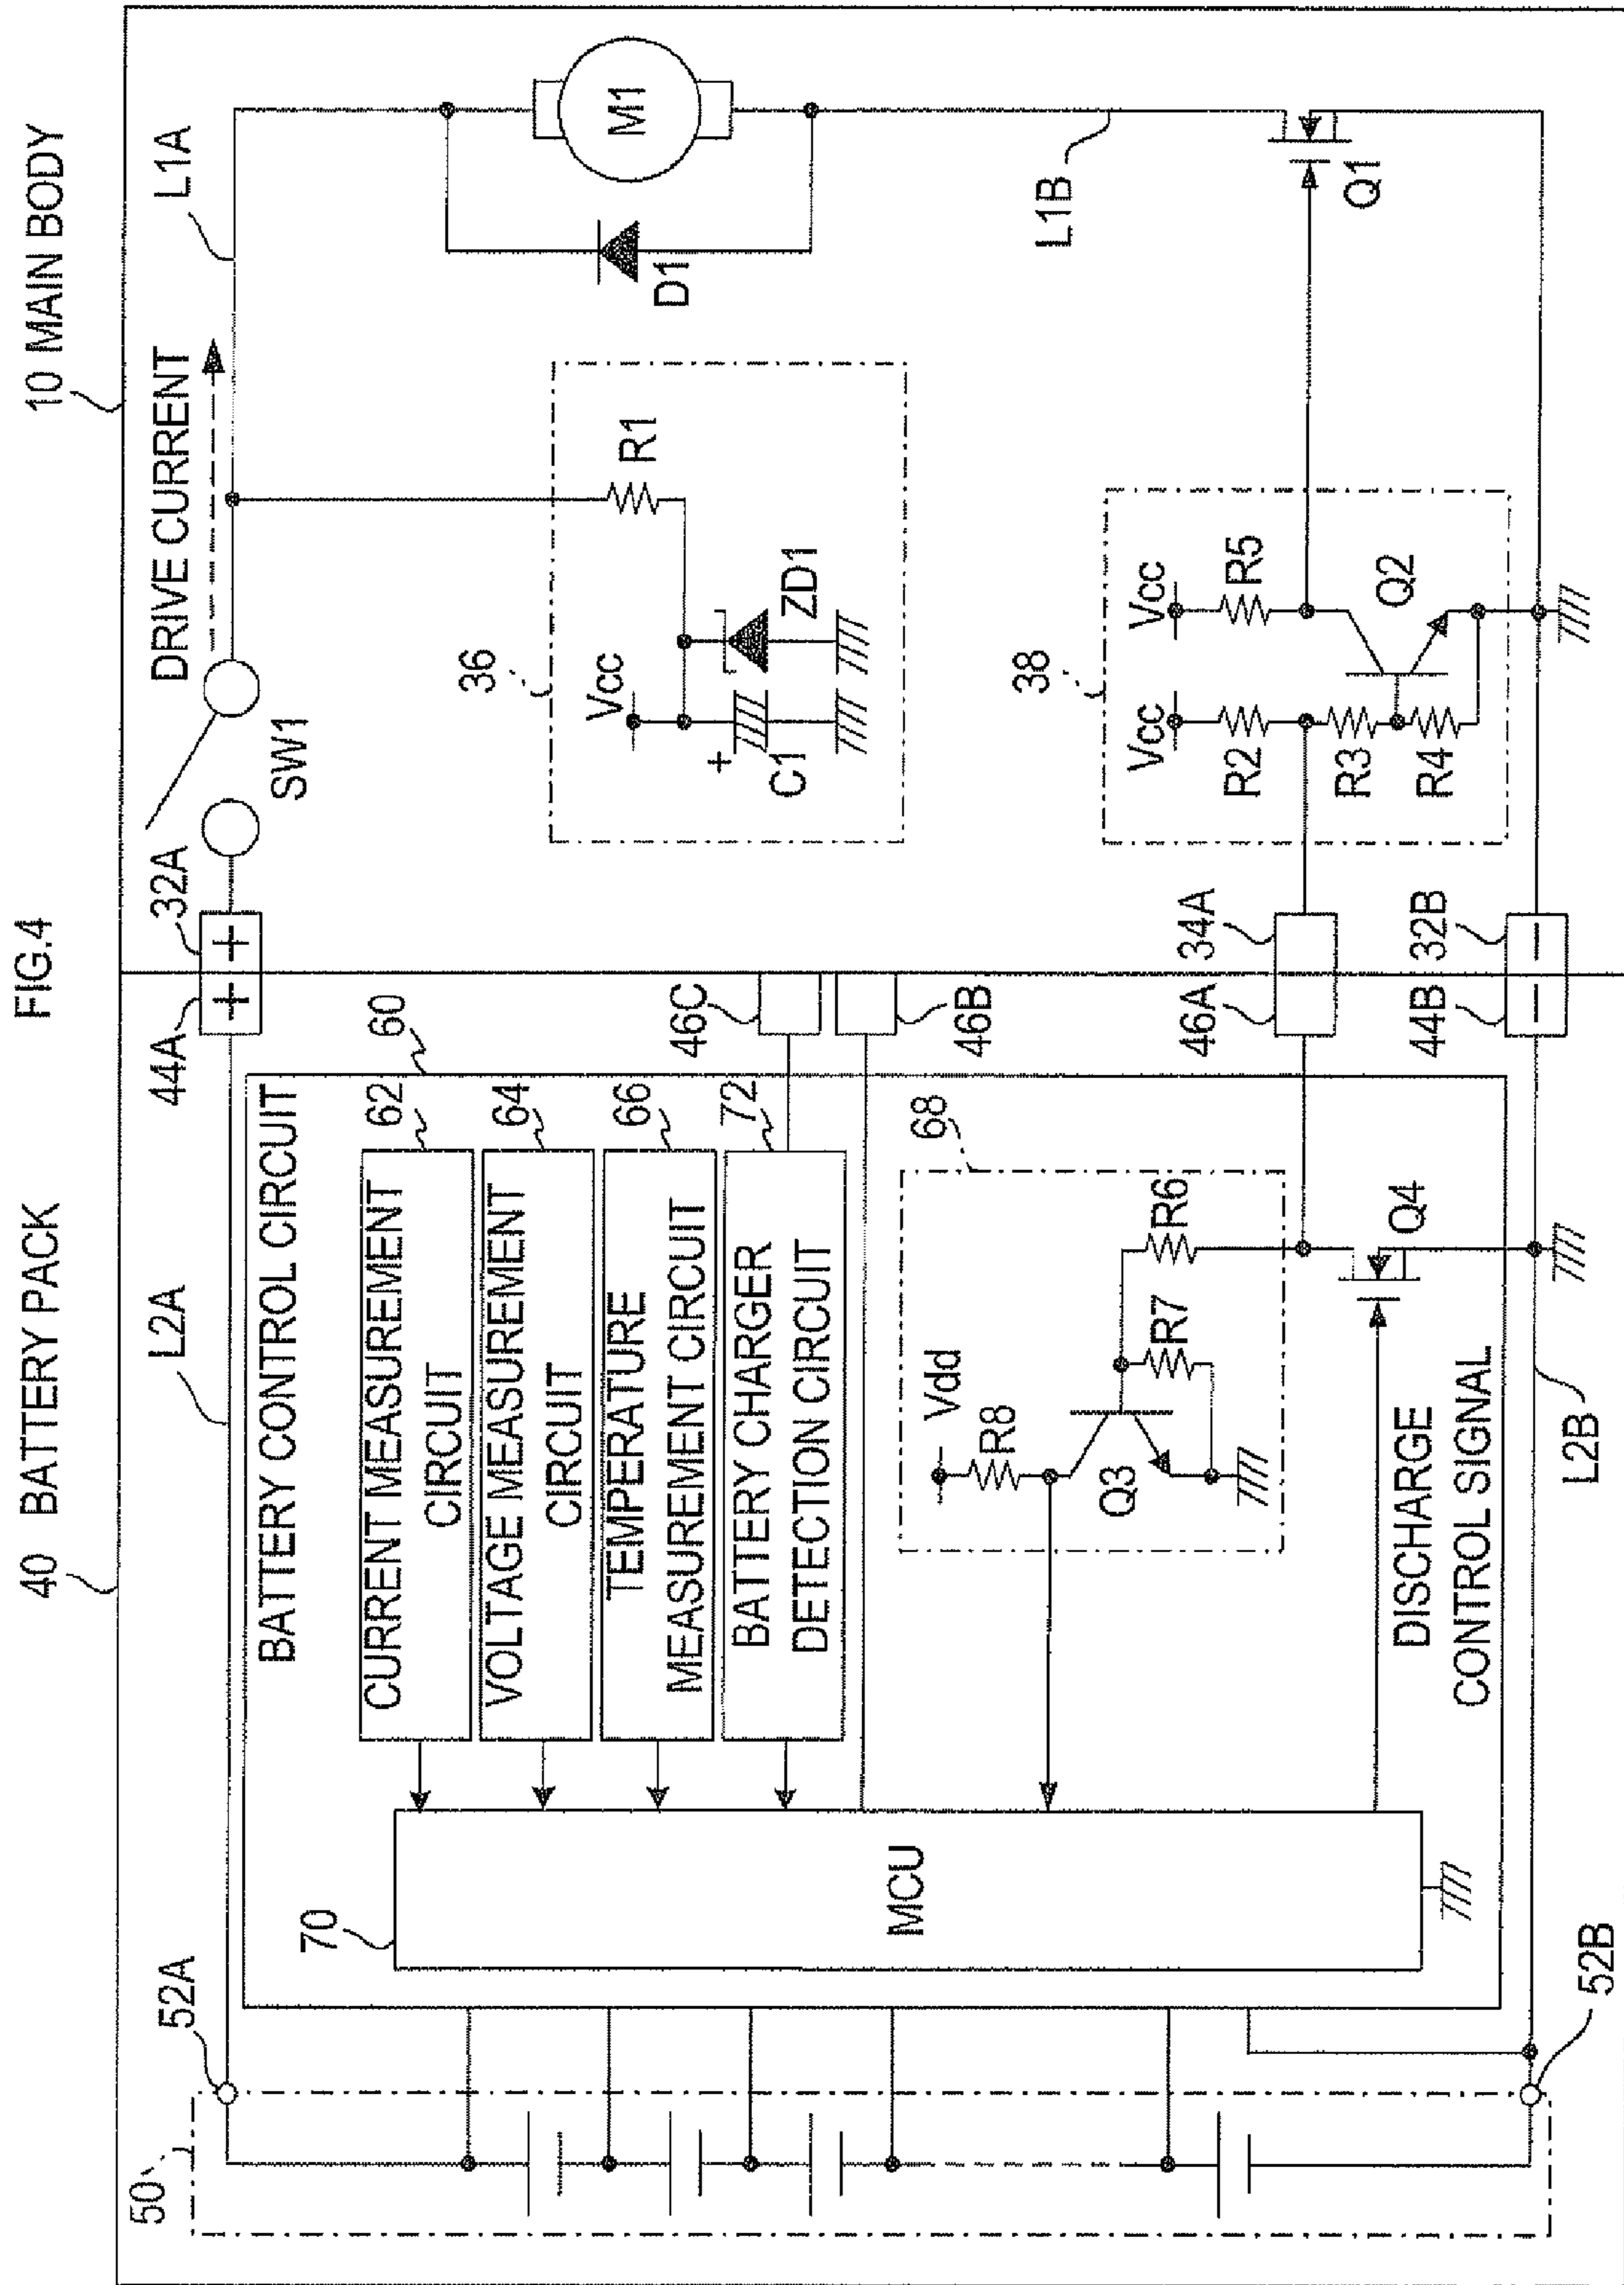 FIG.4
40 BATTERY PACK
10 MAIN BODY
50
52A
L2A
44A
32A
DRIVE CURRENT
L1A
SW1
BATTERY CONTROL CIRCUIT
60
70
MCU
CURRENT MEASUREMENT
CIRCUIT
62
VOLTAGE MEASUREMENT
CIRCUIT
64
TEMPERATURE
MEASUREMENT CIRCUIT
66
BATTERY CHARGER
DETECTION CIRCUIT
72
46C
46B
36
Vcc
+
C1
ZD1
R1
D1
M1
68
Vdd
R8
R7
R6
Q3
Q4
DISCHARGE
CONTROL SIGNAL
46A
34A
38
Vcc
Vcc
R2
R5
R3
R4
Q2
L1B
Q1
52B
L2B
44B
32B
+
+
−
−